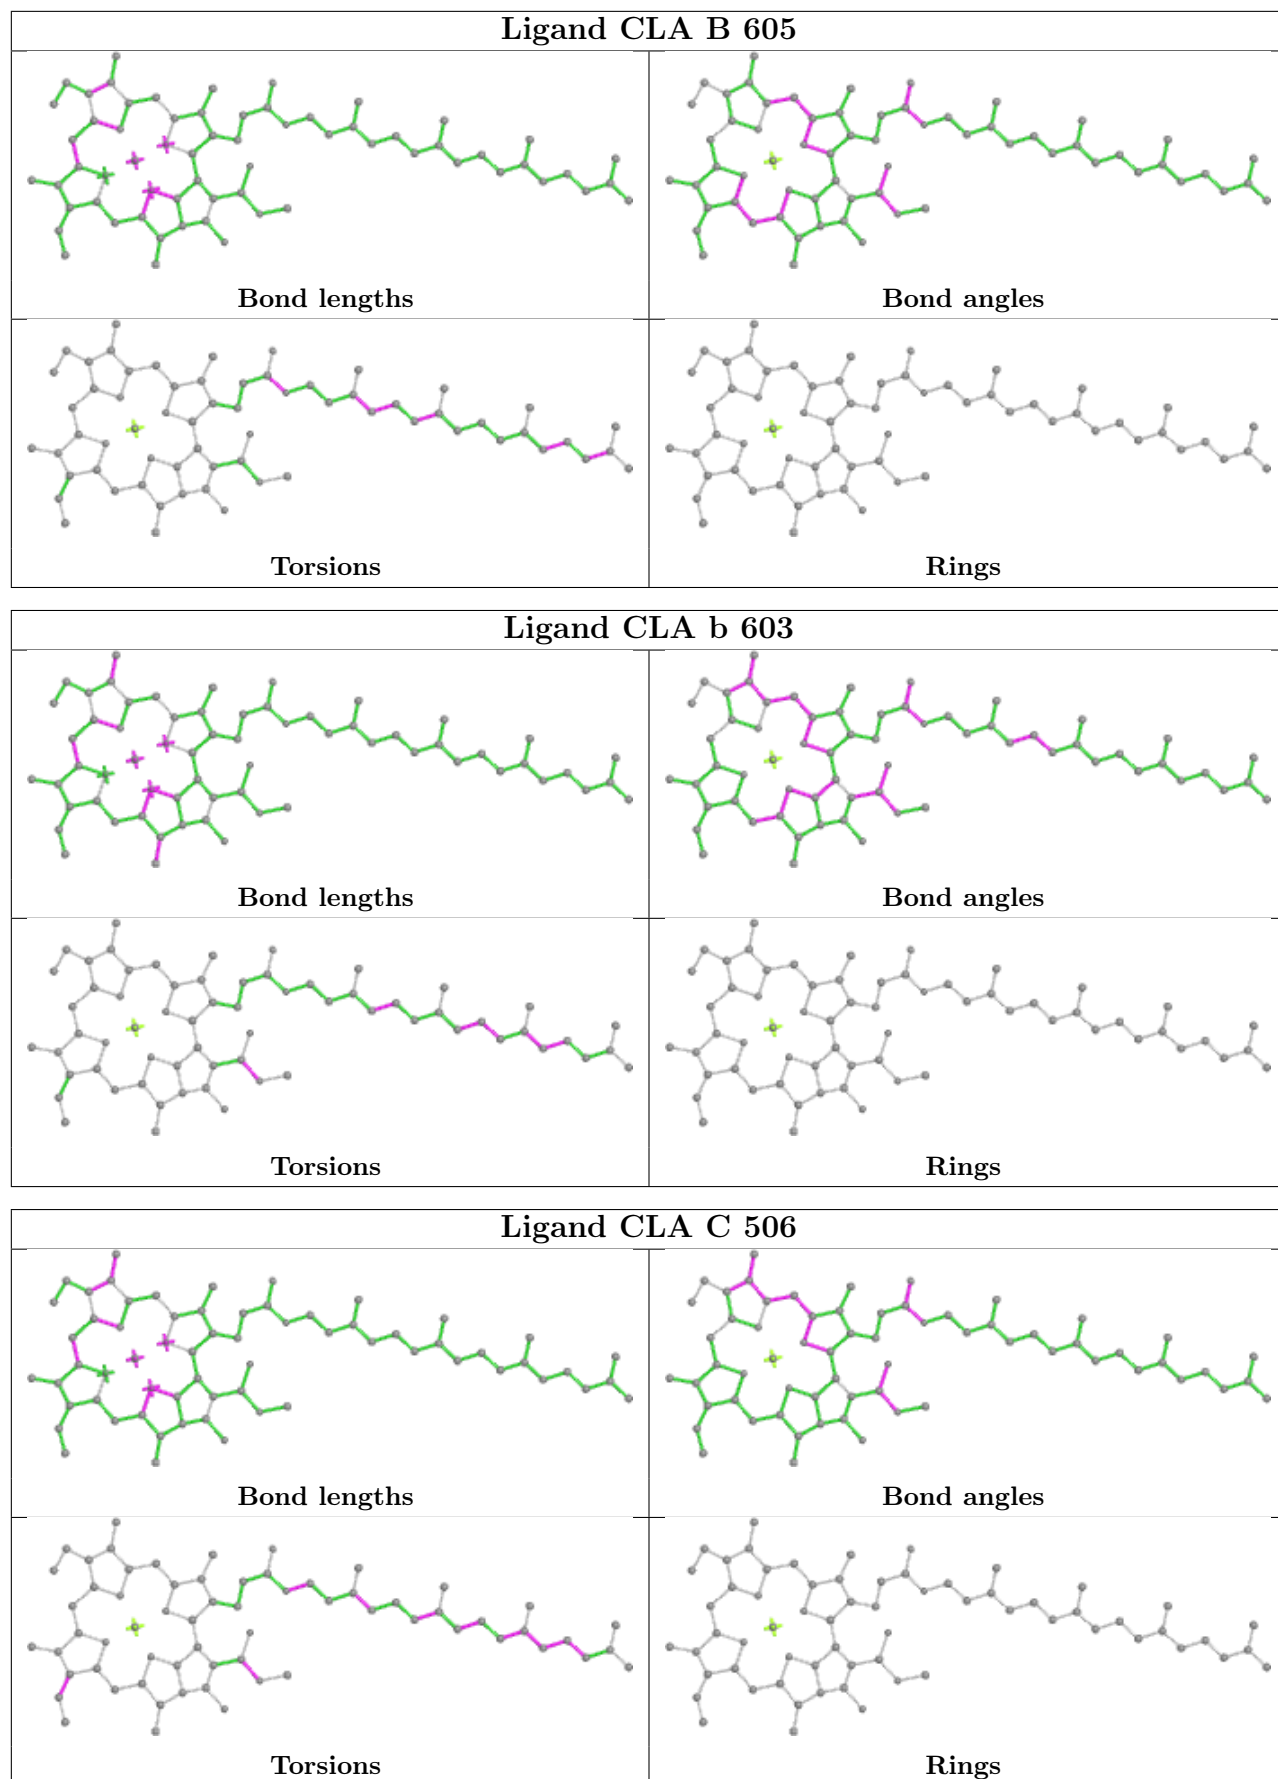 Ligand CLA B 605
Bond lengths
Bond angles
Torsions
Rings
Ligand CLA b 603
Bond lengths
Bond angles
Torsions
Rings
Ligand CLA C 506
Bond lengths
Bond angles
Torsions
Rings